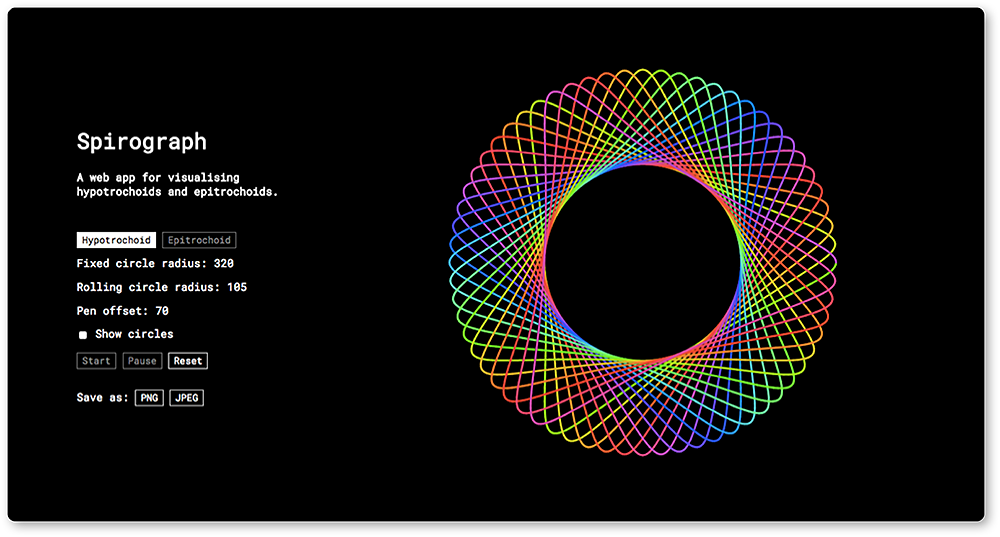 Spirograph
A web app for visualising
hypotrochoids and epitrochoids.
Hypotrochoid Epitrochoid
Fixed circle radius: 320
Rolling circle radius: 105
Pen offset: 70
Show circles
Start Pause Reset
Save as: PNG JPEG